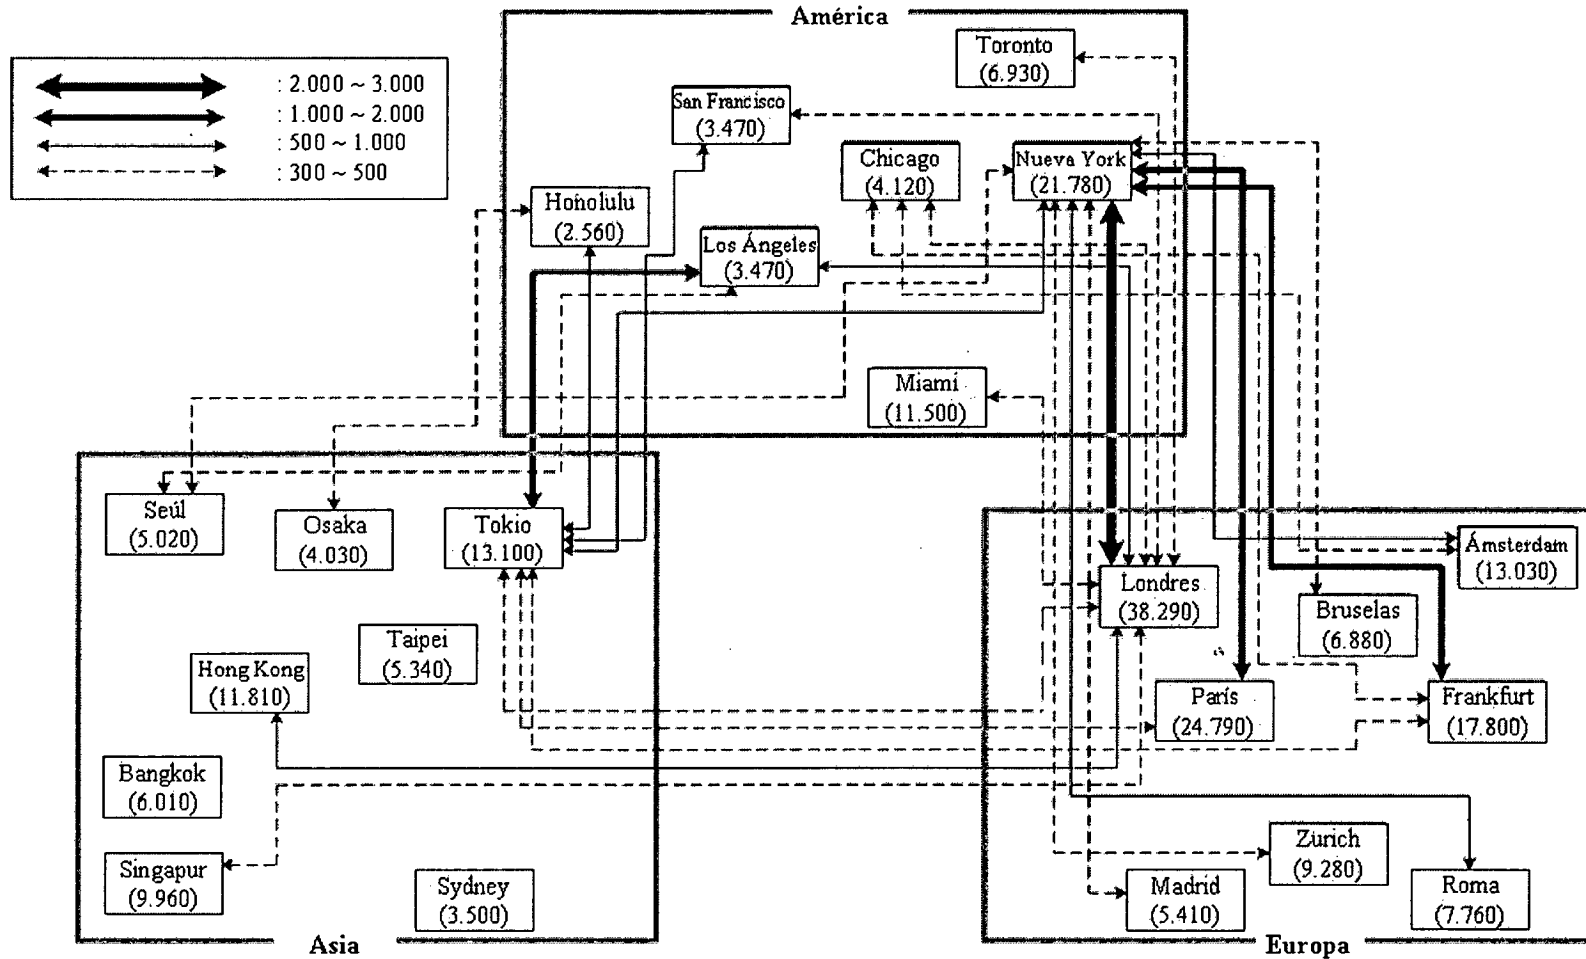 América
: 2.000 ~ 3.000
: 1.000 ~ 2.000
: 500 ~ 1.000
: 300 ~ 500
Toronto
(6.930)
San Francisco
(3.470)
Chicago
(4.120)
Nueva York
(21.780)
Honolulu
(2.560)
Los Ángeles
(3.470)
Miami
(11.500)
Seúl
(5.020)
Osaka
(4.030)
Tokio
(13.100)
Taipei
(5.340)
Hong Kong
(11.810)
Bangkok
(6.010)
Singapur
(9.960)
Sydney
(3.500)
Asia
Ámsterdam
(13.030)
Londres
(38.290)
Bruselas
(6.880)
París
(24.790)
Frankfurt
(17.800)
Zürich
(9.280)
Madrid
(5.410)
Roma
(7.760)
Europa